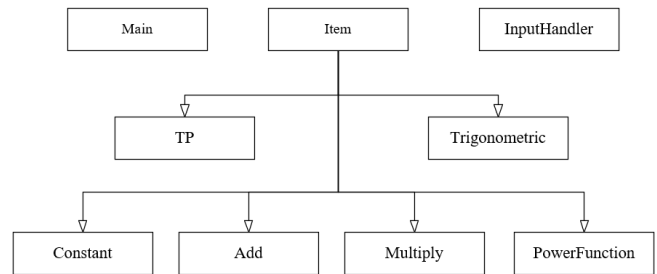 Main
Item
InputHandler
TP
Trigonometric
Constant
Add
Multiply
PowerFunction